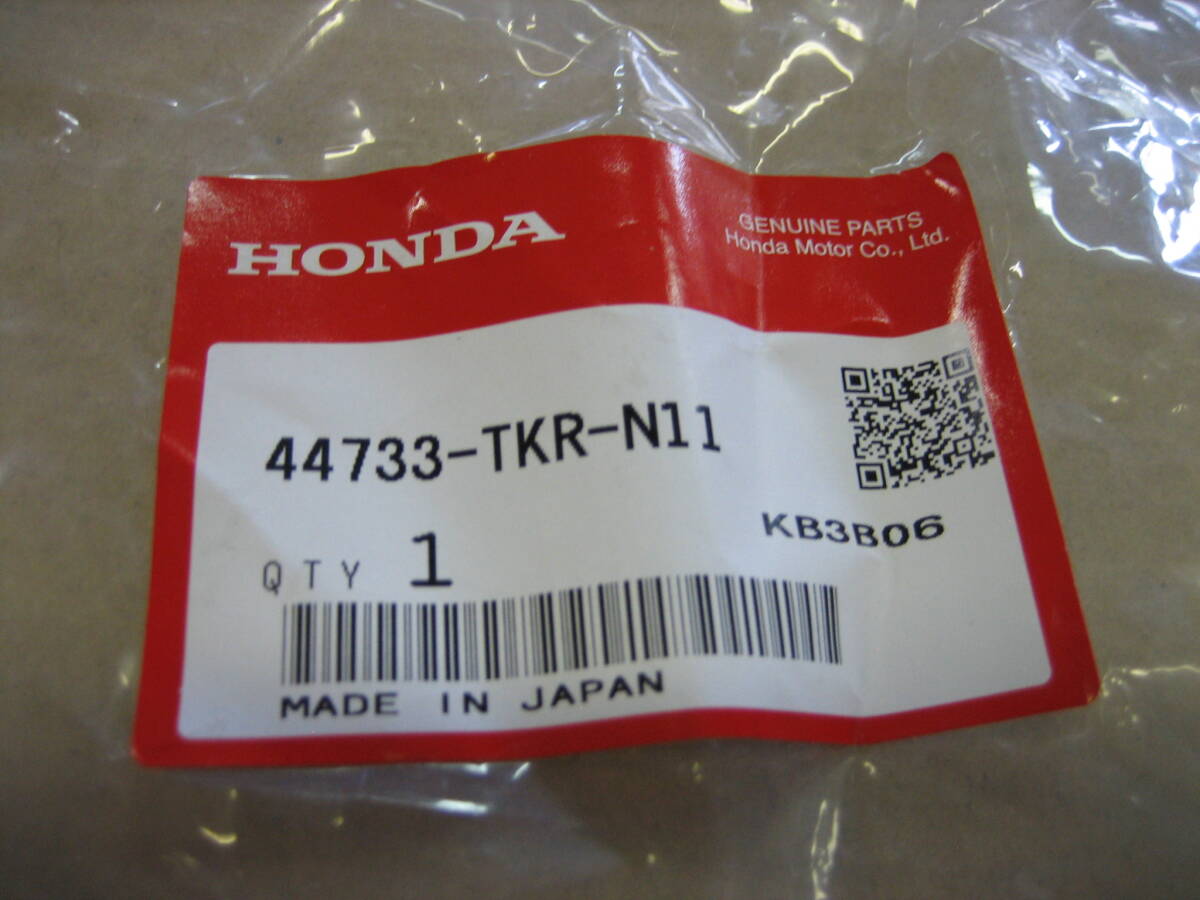 HONDA
GENUINE PARTS
Honda Motor Co., Ltd.
44733-TKR-N11
KB3B06
QTY 1
MADE IN JAPAN